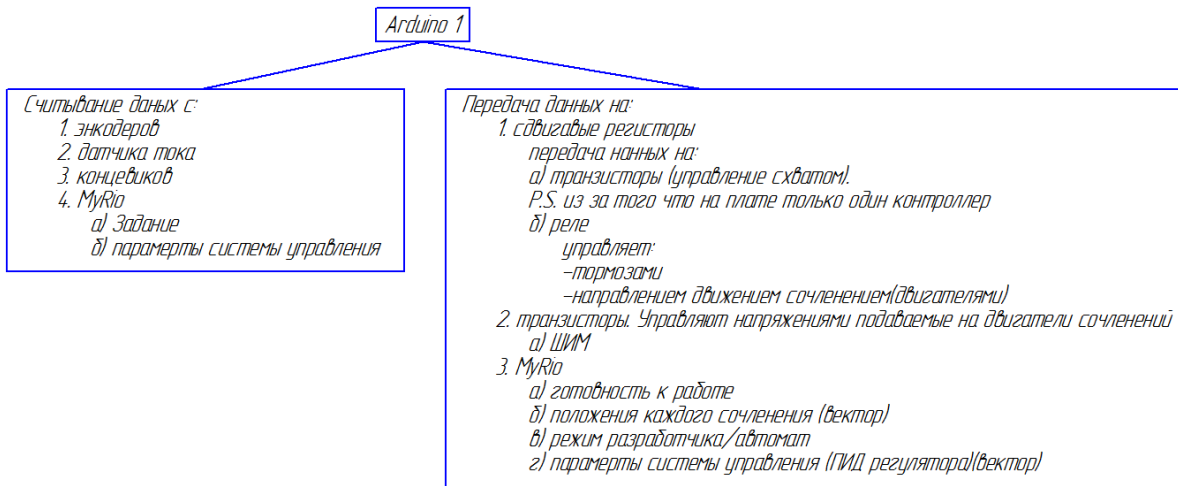 Arduino 1
Считывание даных с:
1. энкодеров
2. датчика тока
3. концевиков
4. MyRio
а) Задание
б) парамерты системы управления
Передача данных на:
1. сдвигавые регисторы
передача нанных на:
а) транзисторы (управление схватом).
P.S. из за того что на плате только один контроллер
б) реле
управляет:
-тормозами
-направлением движением сочленением(двигателями)
2. транзисторы. Управляют напряжениями подаваемые на двигатели сочленений
а) ШИМ
3. MyRio
а) готовность к работе
б) положения каждого сочленения (вектор)
в) режим разработчика/автомат
г) парамерты системы управления (ПИД регулятора)(вектор)